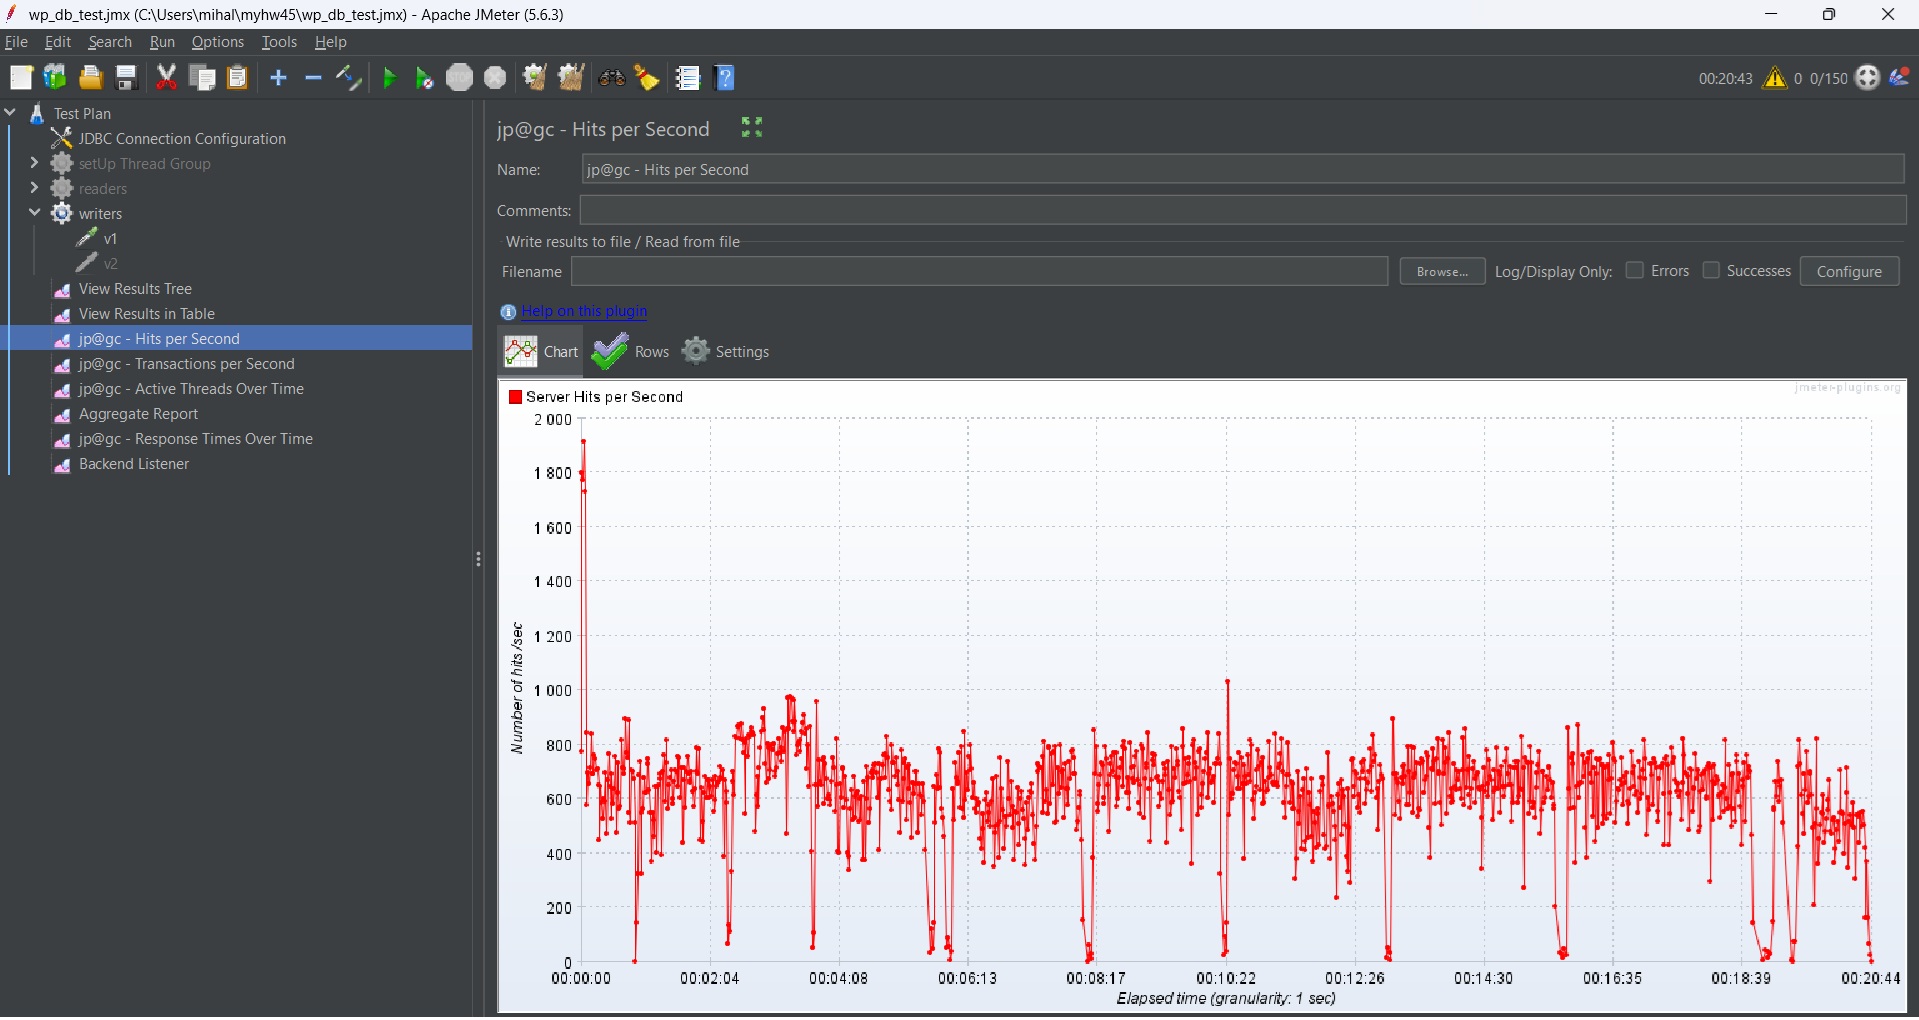 wp_db_test.jmx (C:\Users\mihal\myhw45\wp_db_test.jmx) - Apache JMeter (5.6.3)
File Edit Search Run Options Tools Help
STOP
00:20:43 0 0/150
Test Plan
JDBC Connection Configuration
setUp Thread Group
readers
writers
v1
v2
View Results Tree
View Results in Table
jp@gc - Hits per Second
jp@gc - Transactions per Second
jp@gc - Active Threads Over Time
Aggregate Report
jp@gc - Response Times Over Time
Backend Listener
jp@gc - Hits per Second
Name: jp@gc - Hits per Second
Comments:
Write results to file / Read from file
Filename Browse... Log/Display Only: Errors Successes Configure
Help on this plugin
Chart Rows Settings
jmeter-plugins.org
Server Hits per Second
2 000
1 800
1 600
1 400
1 200
1 000
800
600
400
200
0
Number of hits /sec
00:00:00 00:02:04 00:04:08 00:06:13 00:08:17 00:10:22 00:12:26 00:14:30 00:16:35 00:18:39 00:20:44
Elapsed time (granularity: 1 sec)